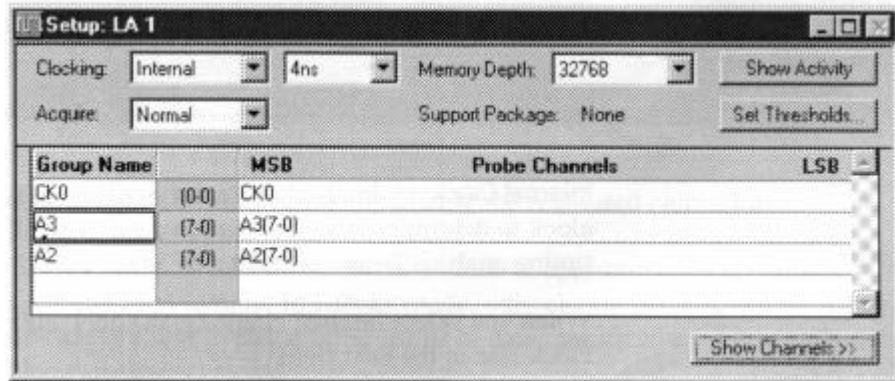 Setup: LA 1
Clocking: Internal 4ns Memory Depth: 32768 Show Activity
Acquire: Normal Support Package: None Set Thresholds...
Group Name MSB Probe Channels LSB
CK0 (0-0) CK0
A3 (7-0) A3(7-0)
A2 (7-0) A2(7-0)
Show Channels >>